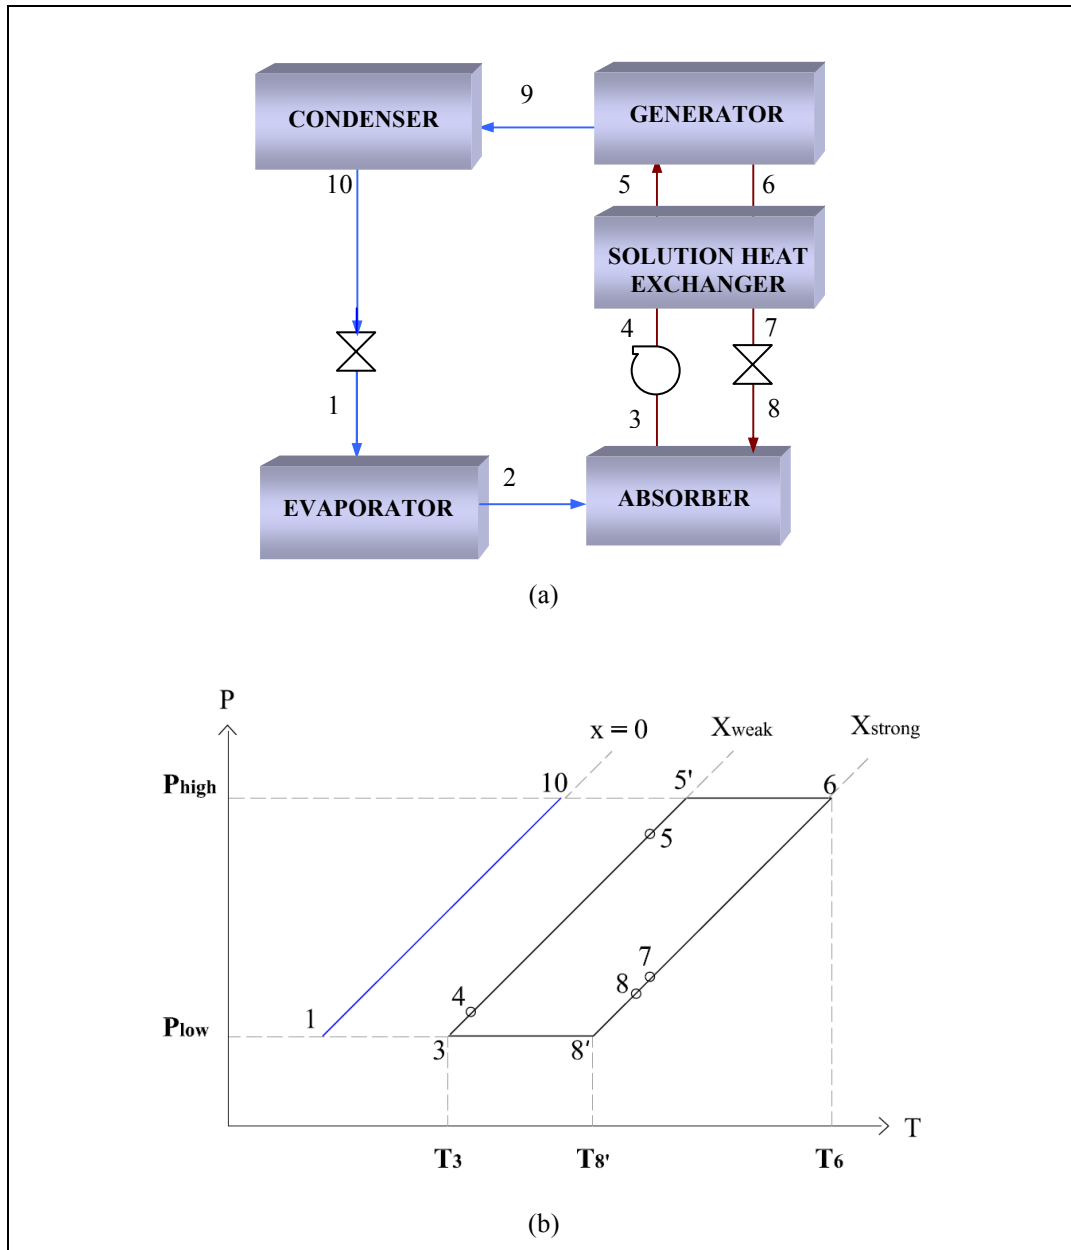 9
CONDENSER
GENERATOR
10
5
6
SOLUTION HEAT
EXCHANGER
4
7
1
3
8
2
EVAPORATOR
ABSORBER
(a)
P
x = 0
Xweak
Xstrong
Phigh
10
5'
6
5
7
4
8
Plow
1
3
8'
T
T3
T8'
T6
(b)